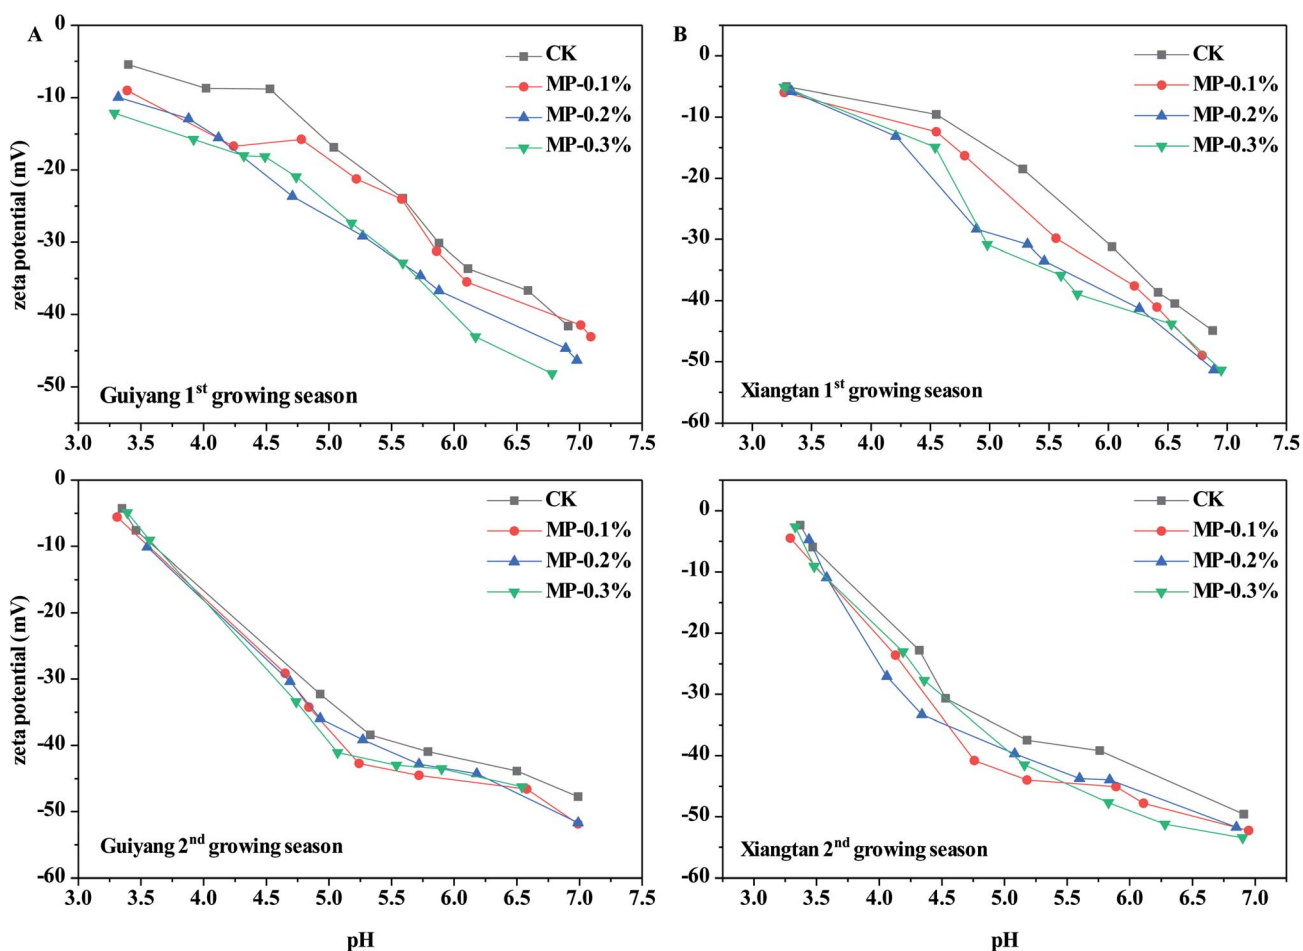 A
zeta potential (mV)
0
-10
-20
-30
-40
-50
3.0 3.5 4.0 4.5 5.0 5.5 6.0 6.5 7.0 7.5
CK
MP-0.1%
MP-0.2%
MP-0.3%
Guiyang 1st growing season
B
0
-10
-20
-30
-40
-50
-60
3.0 3.5 4.0 4.5 5.0 5.5 6.0 6.5 7.0 7.5
CK
MP-0.1%
MP-0.2%
MP-0.3%
Xiangtan 1st growing season
zeta potential (mV)
0
-10
-20
-30
-40
-50
-60
3.0 3.5 4.0 4.5 5.0 5.5 6.0 6.5 7.0 7.5
CK
MP-0.1%
MP-0.2%
MP-0.3%
Guiyang 2nd growing season
pH
0
-10
-20
-30
-40
-50
-60
3.0 3.5 4.0 4.5 5.0 5.5 6.0 6.5 7.0
CK
MP-0.1%
MP-0.2%
MP-0.3%
Xiangtan 2nd growing season
pH